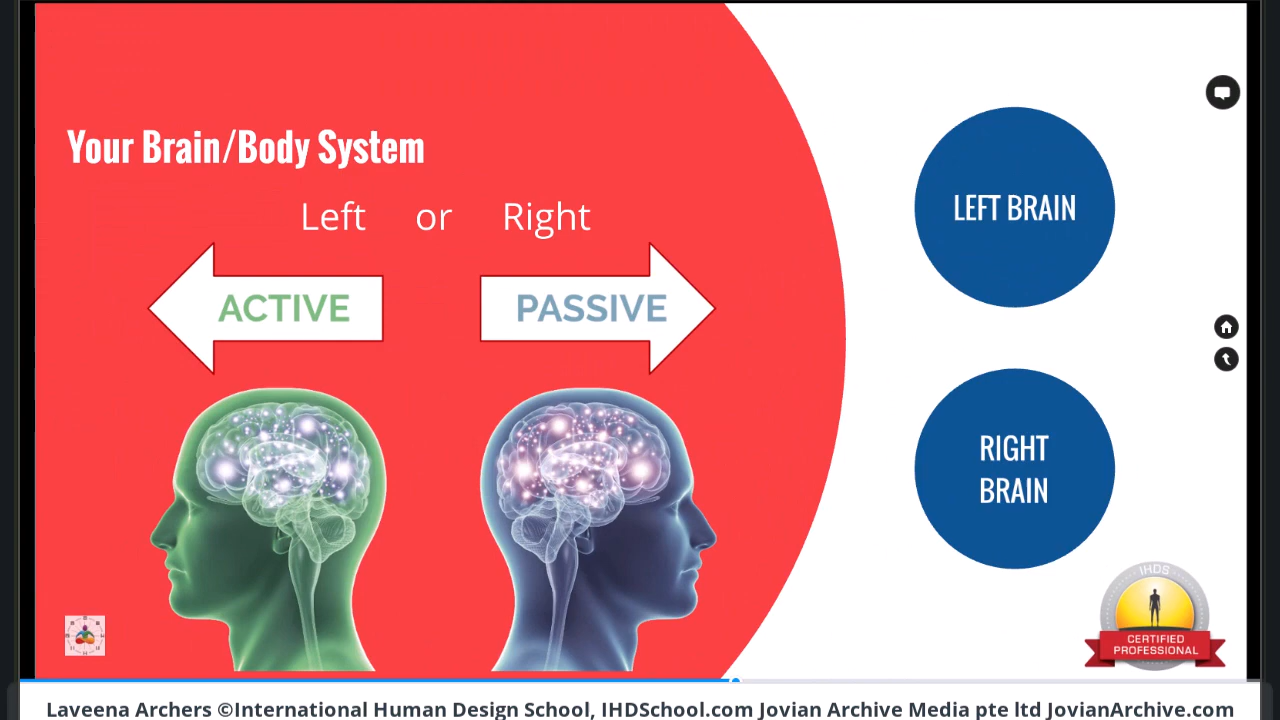 Your Brain/Body System
Left or Right
ACTIVE
PASSIVE
LEFT BRAIN
RIGHT
BRAIN
IHDS
CERTIFIED
PROFESSIONAL
Laveena Archers ©International Human Design School, IHDSchool.com Jovian Archive Media pte ltd JovianArchive.com